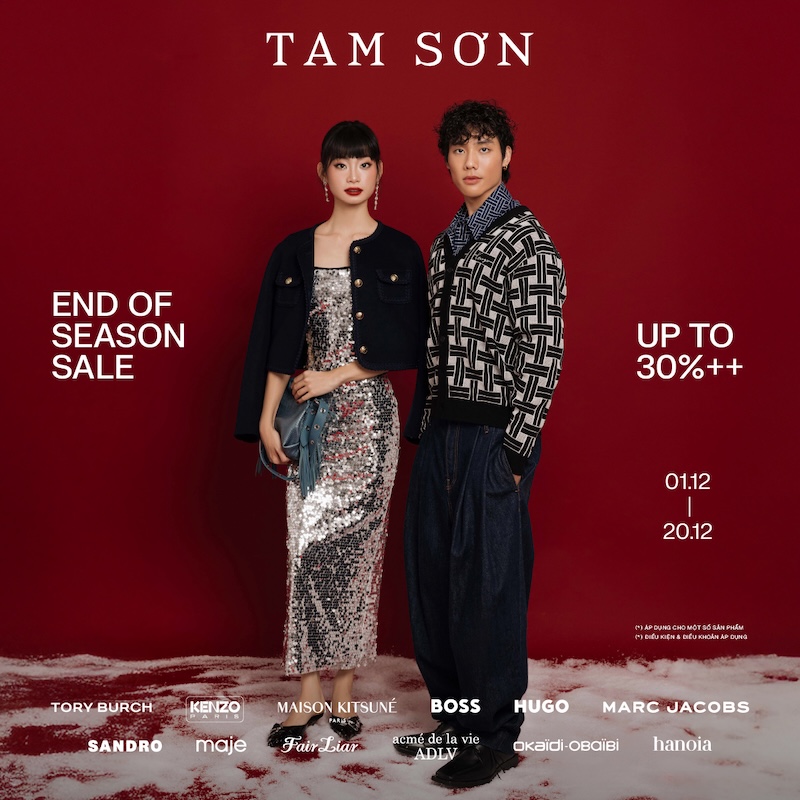 TAM SƠN
END OF
SEASON
SALE
UP TO
30%++
01.12
|
20.12
(*) ÁP DỤNG CHO MỘT SỐ SẢN PHẨM
(*) ĐIỀU KIỆN & ĐIỀU KHOẢN ÁP DỤNG
TORY BURCH KENZO PARIS MAISON KITSUNÉ PARIS BOSS HUGO MARC JACOBS
SANDRO maje Fair Liar acmé de la vie ADLV okaïdi-obaïbi hanoia